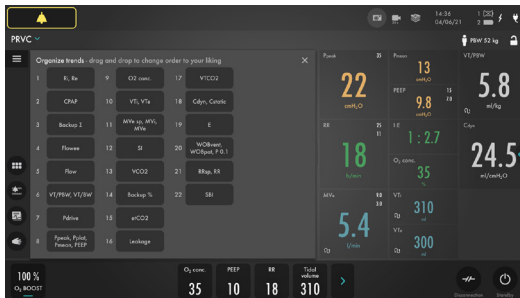 14:36
04/06/21
1
2
PRVC
PBW 52 kg
Organize trends - drag and drop to change order to your liking
1 Ri, Re
2 CPAP
3 Backup Σ
4 Flowee
5 Flow
6 VT/PBW, VT/BW
7 Pdrive
8 Ppeak, Pplat, Pmean, PEEP
9 O2 conc.
10 VTi, VTe
11 MVe sp, MVi, MVe
12 SI
13 VCO2
14 Backup %
15 etCO2
16 Leakage
17 VTCO2
18 Cdyn, Cstatic
19 E
20 WOBvent, WOBpat, P 0.1
21 RRsp, RR
22 SBI
Ppeak
35
22
cmH₂O
Pmean
13
cmH₂O
PEEP
9.8
cmH₂O
VT/PBW
5.8
ml/kg
RR
18
b/min
I:E
1 : 2.7
O₂ conc.
35
%
Cdyn
24.5
ml/cmH₂O
MVe
5.4
l/min
VTi
310
ml
VTe
300
ml
100 %
O₂ BOOST
O₂ conc.
35
PEEP
10
RR
18
Tidal volume
310
Disconnection
Standby